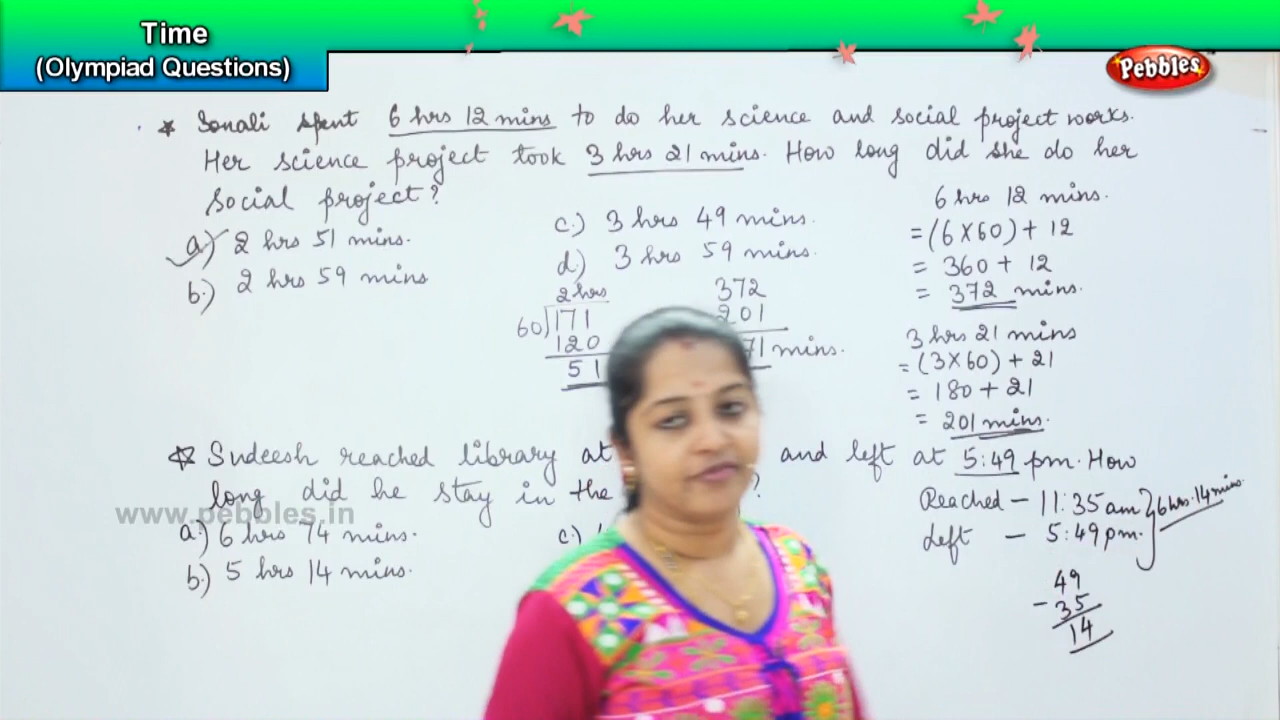 Time
(Olympiad Questions)
Pebbles
* Sonali spent 6 hrs 12 mins to do her science and social project works.
Her science project took 3 hrs 21 mins. How long did she do her
social project?
a.) 2 hrs 51 mins.
b.) 2 hrs 59 mins
c.) 3 hrs 49 mins.
d.) 3 hrs 59 mins.
2 hrs
60)171
120
51
372
201
71 mins.
6 hrs 12 mins.
= (6×60) + 12
= 360 + 12
= 372 mins.
3 hrs 21 mins
= (3×60) + 21
= 180 + 21
= 201 mins.
* Sudeesh reached library at and left at 5:49 pm. How
long did he stay in the ?
a.) 6 hrs 74 mins.
b.) 5 hrs 14 mins.
c.)
Reached – 11:35 am } 6 hrs. 14 mins.
Left – 5:49 pm.
49
- 35
14
www.pebbles.in